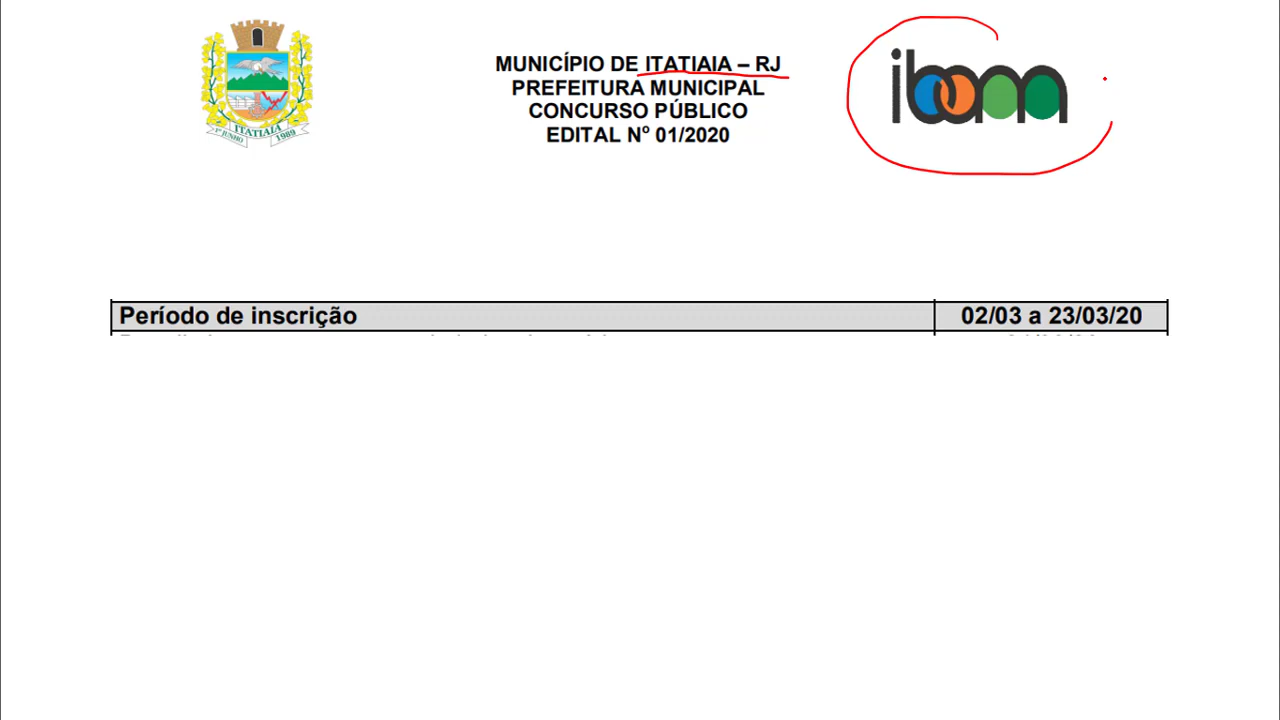 MUNICÍPIO DE ITATIAIA – RJ
PREFEITURA MUNICIPAL
CONCURSO PÚBLICO
EDITAL Nº 01/2020
ibam
ITATIAIA
1º JUNHO 1989
Período de inscrição 02/03 a 23/03/20